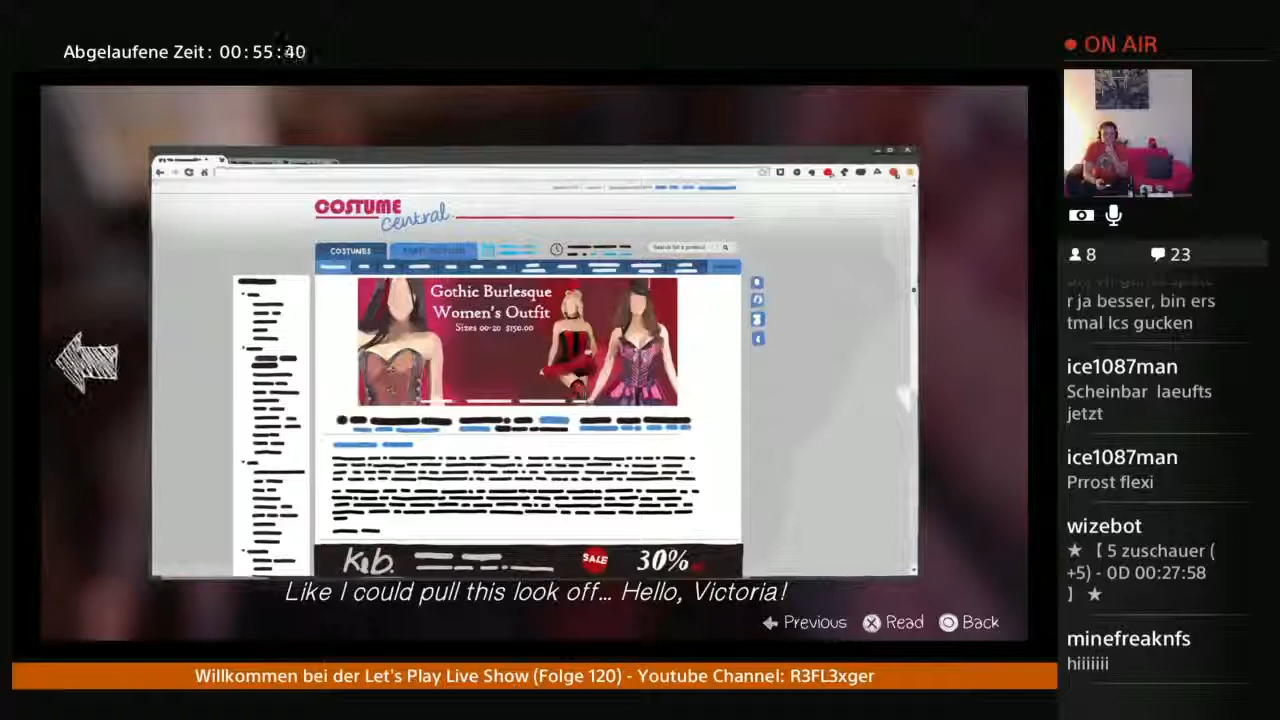 Abgelaufene Zeit: 00:55:40
ON AIR
8
23
r ja besser, bin ers
tmal lcs gucken
ice1087man
Scheinbar laeufts
jetzt
ice1087man
Prrost flexi
wizebot
★ [ 5 zuschauer (
+5) - 0D 00:27:58
] ★
minefreaknfs
hiiiiiii
COSTUME
central
COSTUMES
Search for a product
Gothic Burlesque
Women's Outfit
Sizes 00-20 $150.00
SALE
30%
Like I could pull this look off... Hello, Victoria!
Previous
Read
Back
Willkommen bei der Let's Play Live Show (Folge 120) - Youtube Channel: R3FL3xger